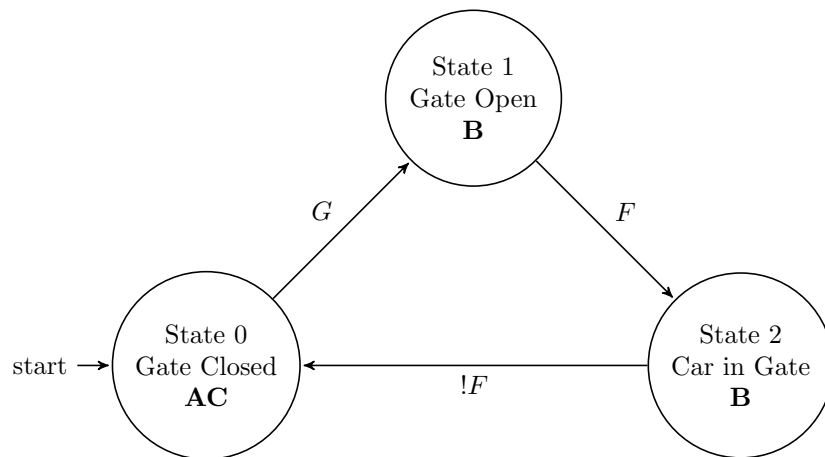 State 1
Gate Open
B
G
F
start
State 0
Gate Closed
AC
State 2
Car in Gate
B
!F